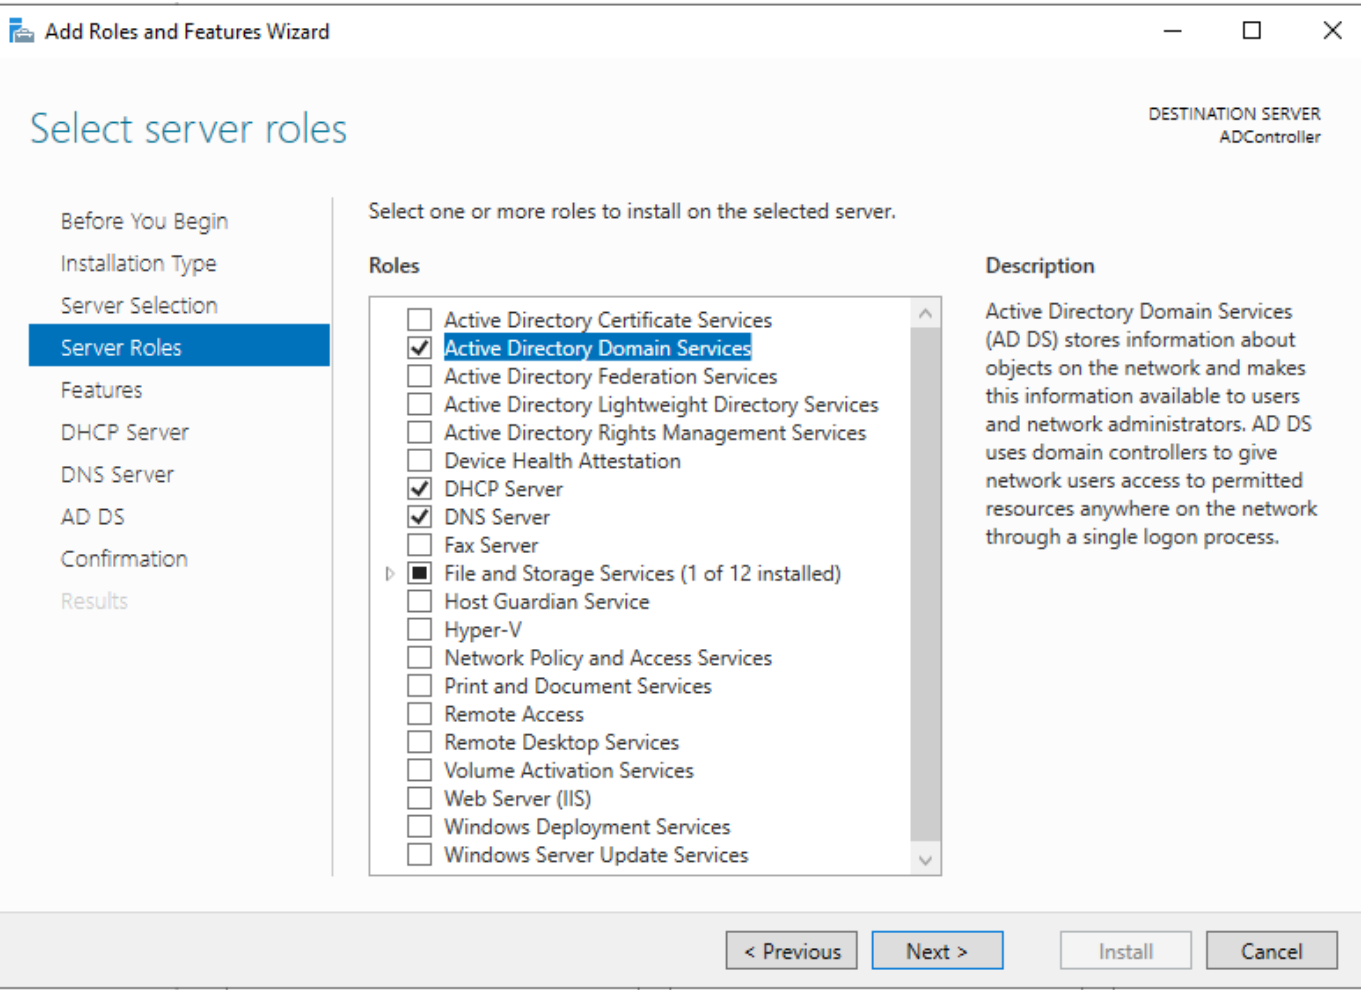 Add Roles and Features Wizard
Select server roles
DESTINATION SERVER
ADController
Before You Begin
Installation Type
Server Selection
Server Roles
Features
DHCP Server
DNS Server
AD DS
Confirmation
Results
Select one or more roles to install on the selected server.
Roles
Active Directory Certificate Services
Active Directory Domain Services
Active Directory Federation Services
Active Directory Lightweight Directory Services
Active Directory Rights Management Services
Device Health Attestation
DHCP Server
DNS Server
Fax Server
File and Storage Services (1 of 12 installed)
Host Guardian Service
Hyper-V
Network Policy and Access Services
Print and Document Services
Remote Access
Remote Desktop Services
Volume Activation Services
Web Server (IIS)
Windows Deployment Services
Windows Server Update Services
Description
Active Directory Domain Services
(AD DS) stores information about
objects on the network and makes
this information available to users
and network administrators. AD DS
uses domain controllers to give
network users access to permitted
resources anywhere on the network
through a single logon process.
< Previous
Next >
Install
Cancel